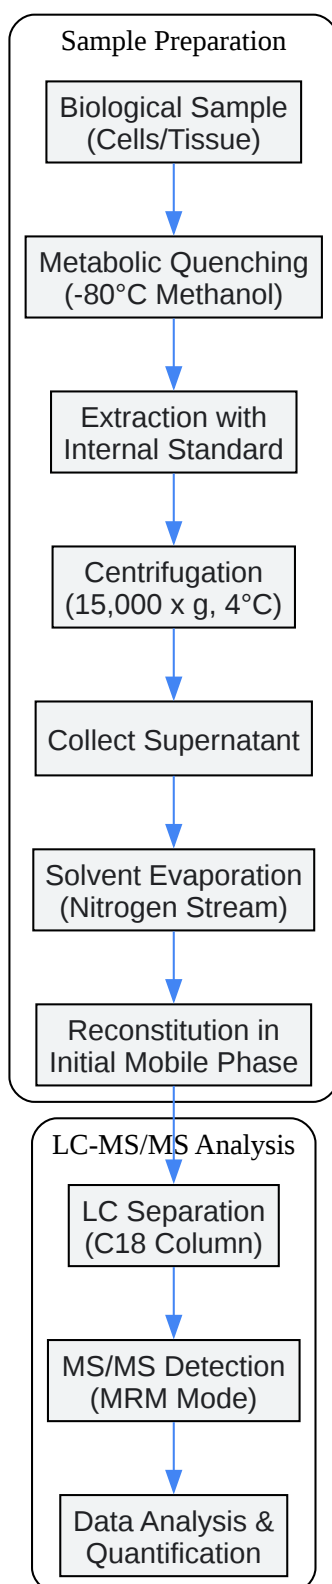 Sample Preparation
Biological Sample
(Cells/Tissue)
Metabolic Quenching
(-80°C Methanol)
Extraction with
Internal Standard
Centrifugation
(15,000 x g, 4°C)
Collect Supernatant
Solvent Evaporation
(Nitrogen Stream)
Reconstitution in
Initial Mobile Phase
LC-MS/MS Analysis
LC Separation
(C18 Column)
MS/MS Detection
(MRM Mode)
Data Analysis &
Quantification